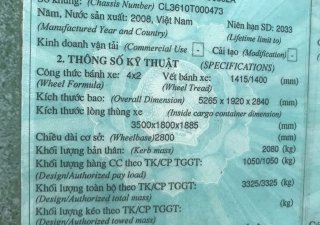 (Chassis Number) CL3610T000473
Năm, Nước sản xuất: 2008, Việt Nam Niên hạn SD: 2033
(Manufactured Year and Country) (Lifetime limit to)
Kinh doanh vận tải (Commercial Use - Cải tạo (Modification) -
2. THÔNG SỐ KỸ THUẬT (SPECIFICATIONS)
Công thức bánh xe: 4x2 Vết bánh xe: 1415/1400 (mm)
(Wheel Formula) (Wheel Tread)
Kích thước bao: (Overall Dimension) 5265 x 1920 x 2840 (mm)
Kích thước lòng thùng xe (Inside cargo container dimension)
3500x1800x1885 (mm)
Chiều dài cơ sở: (Wheelbase)2800 (mm)
Khối lượng bản thân: (Kerb mass) 2080 (kg)
Khối lượng hàng CC theo TK/CP TGGT: 1050/1050 (kg)
(Design/Authorized pay load)
Khối lượng toàn bộ theo TK/CP TGGT: 3325/3325 (kg)
(Design/Authorized total mass)
Khối lượng kéo theo TK/CP TGGT: (kg)
(Design/Authorized towed mass)